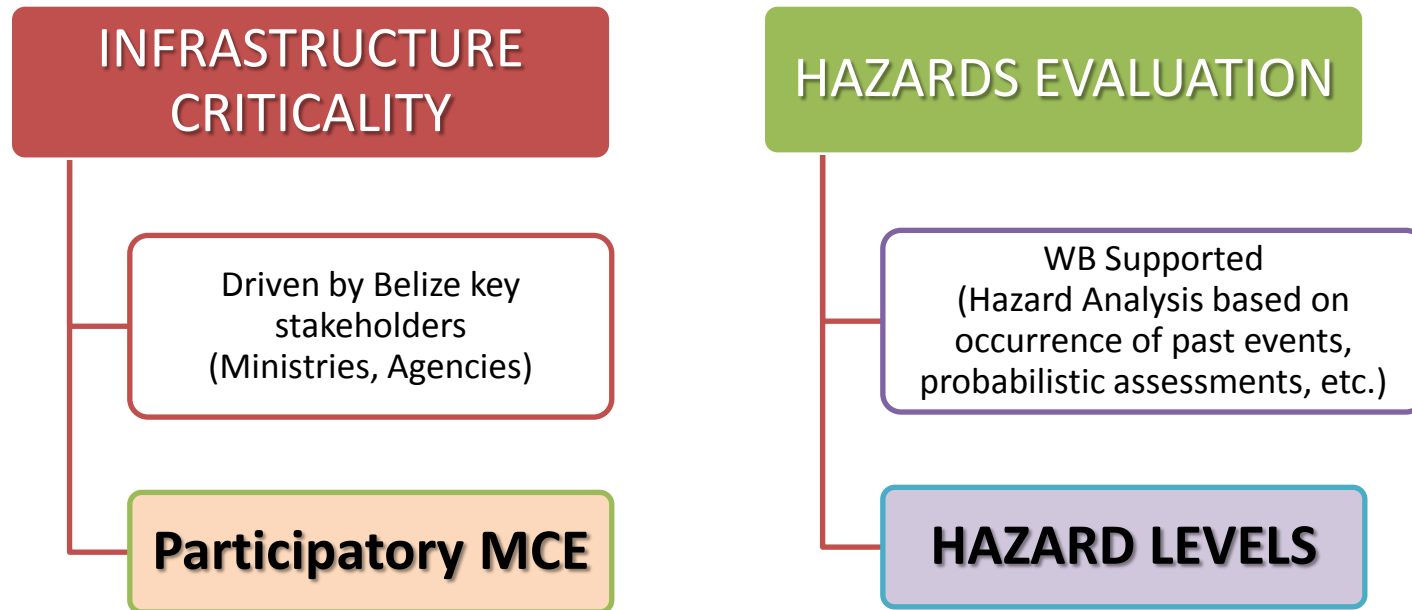 INFRASTRUCTURE
CRITICALITY
Driven by Belize key
stakeholders
(Ministries, Agencies)
Participatory MCE
HAZARDS EVALUATION
WB Supported
(Hazard Analysis based on
occurrence of past events,
probabilistic assessments, etc.)
HAZARD LEVELS